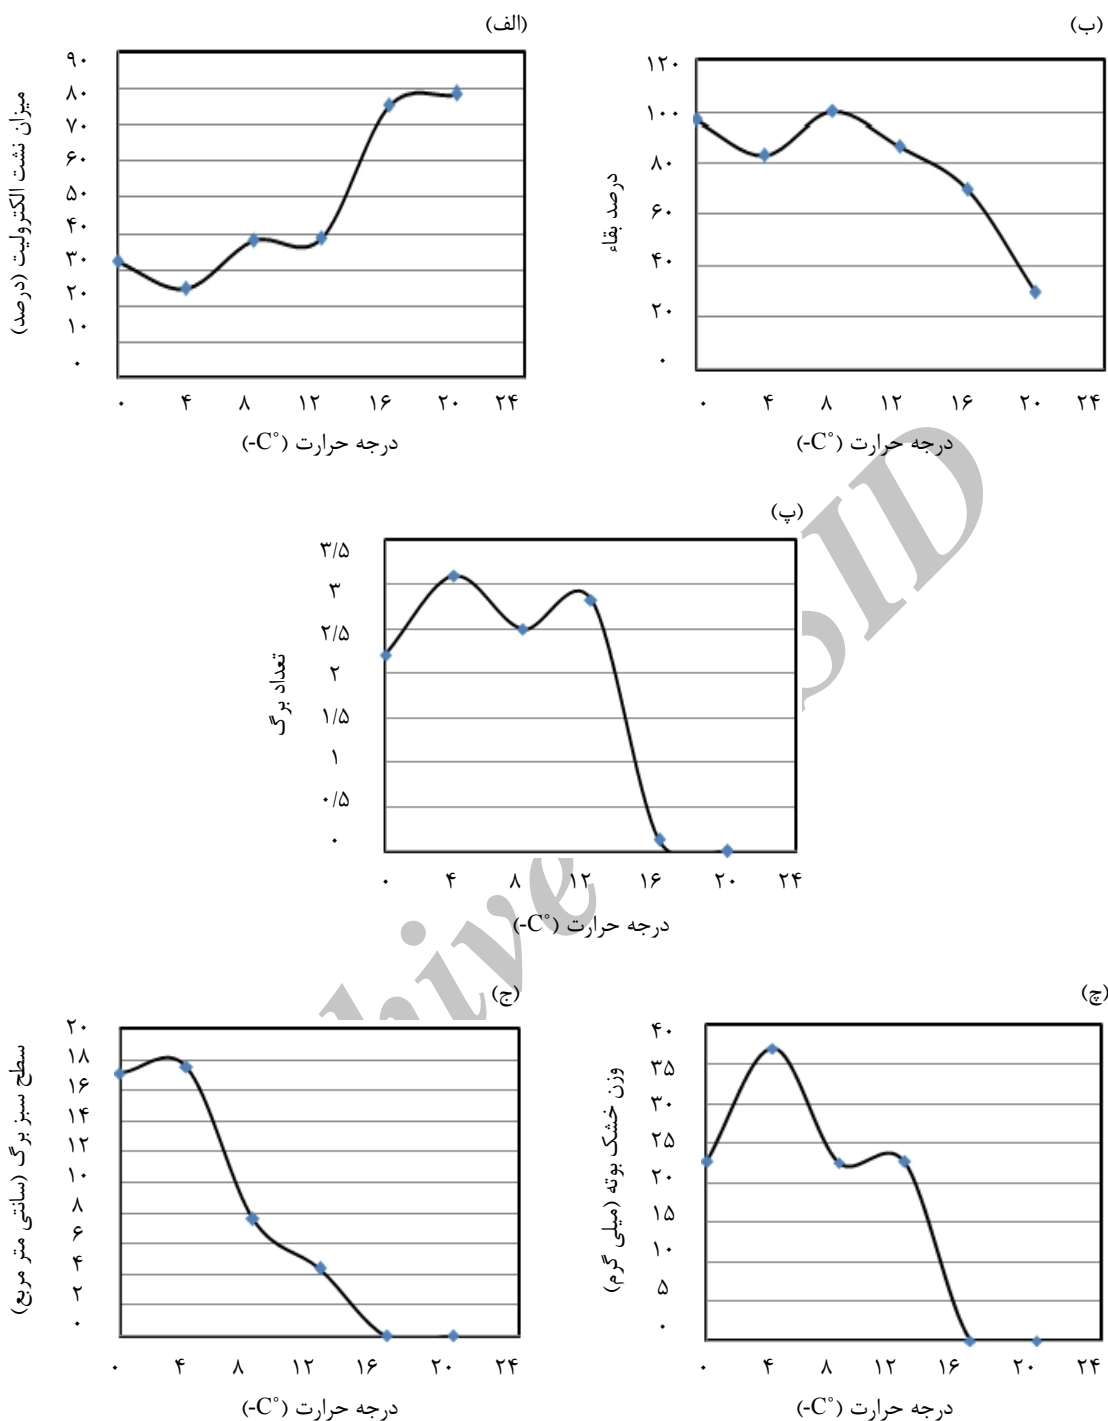 (الف)
میزان نشت الکترولیت (درصد)
۹۰
۸۰
۷۰
۶۰
۵۰
۴۰
۳۰
۲۰
۱۰
۰
۰ ۴ ۸ ۱۲ ۱۶ ۲۰ ۲۴
درجه حرارت (-C°)
(ب)
درصد بقاء
۱۲۰
۱۰۰
۸۰
۶۰
۴۰
۲۰
۰
۰ ۴ ۸ ۱۲ ۱۶ ۲۰ ۲۴
درجه حرارت (-C°)
(پ)
تعداد برگ
۳/۵
۳
۲/۵
۲
۱/۵
۱
۰/۵
۰
۰ ۴ ۸ ۱۲ ۱۶ ۲۰ ۲۴
درجه حرارت (-C°)
(ج)
سطح سبز برگ (سانتی متر مربع)
۲۰
۱۸
۱۶
۱۴
۱۲
۱۰
۸
۶
۴
۲
۰
۰ ۴ ۸ ۱۲ ۱۶ ۲۰ ۲۴
درجه حرارت (-C°)
(چ)
وزن خشک بوته (میلی گرم)
۴۰
۳۵
۳۰
۲۵
۲۰
۱۵
۱۰
۵
۰
۰ ۴ ۸ ۱۲ ۱۶ ۲۰ ۲۴
درجه حرارت (-C°)